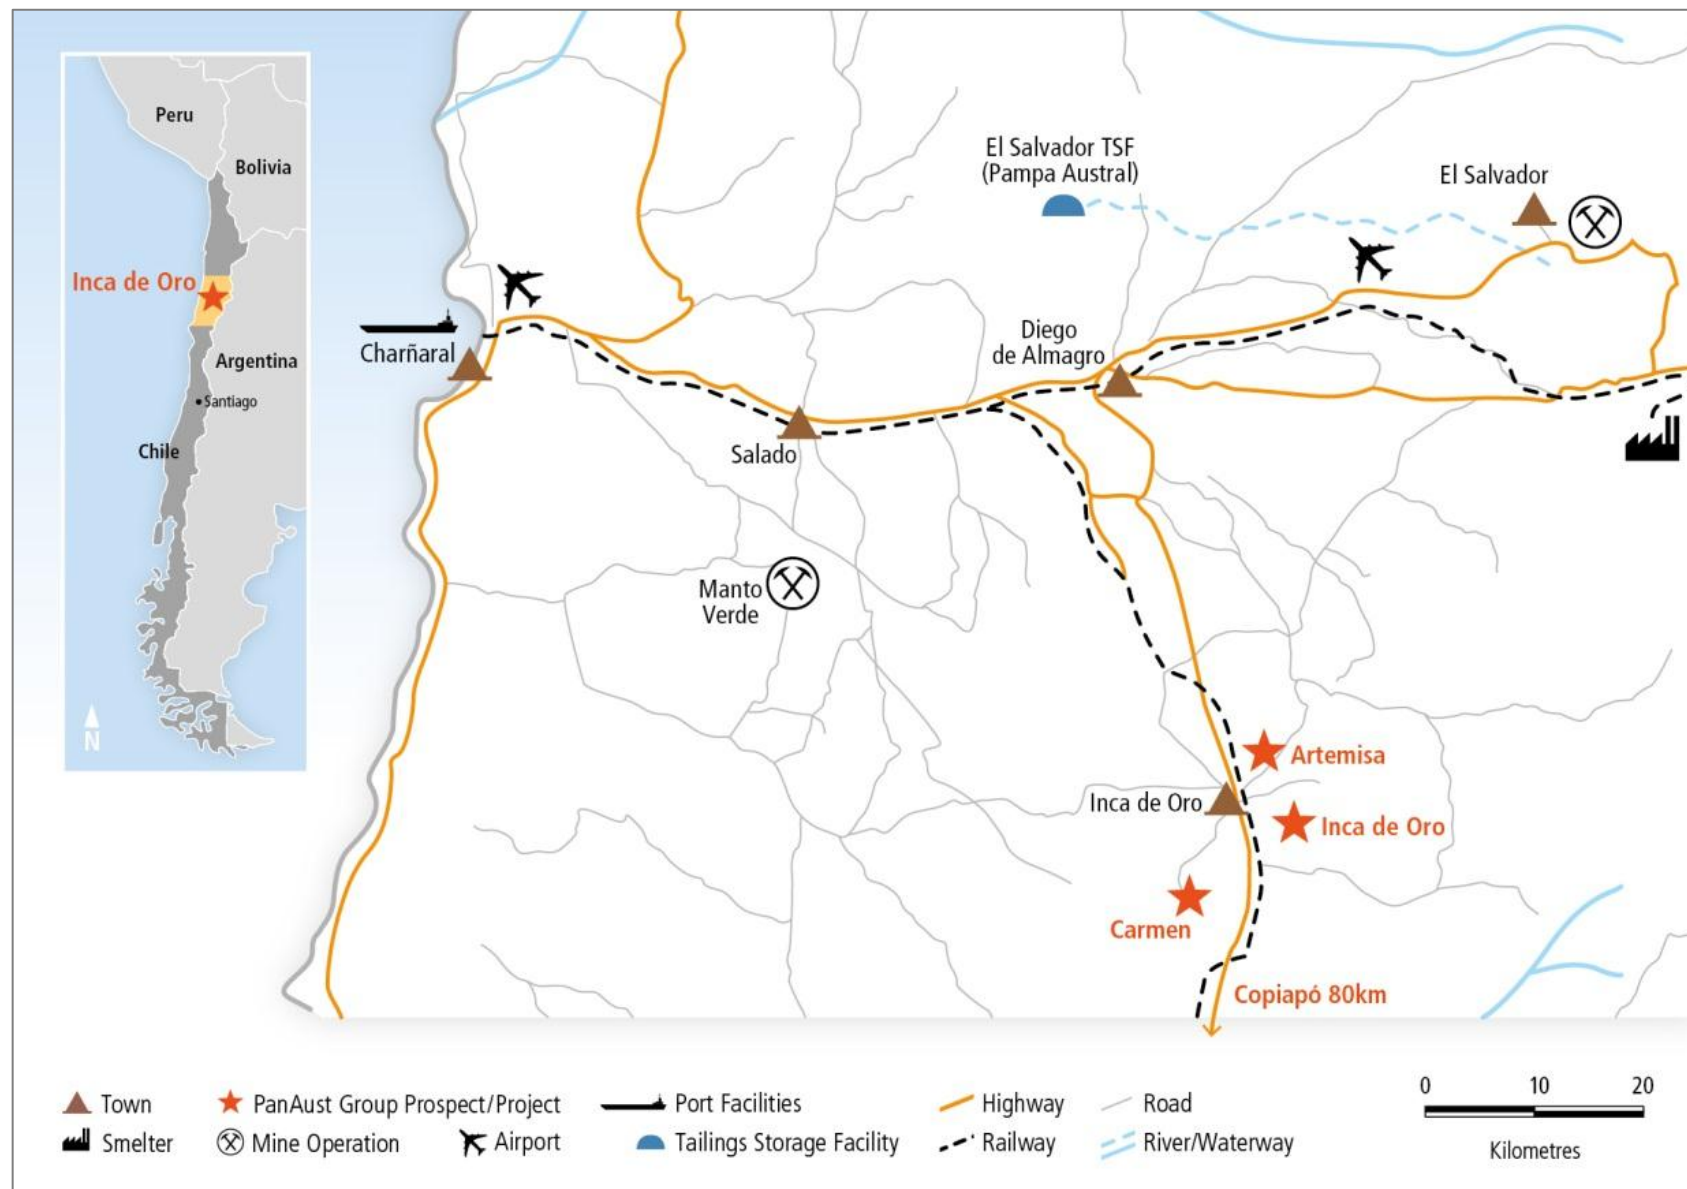 Peru
Bolivia
Inca de Oro
Argentina
Santiago
Chile
N
El Salvador TSF
(Pampa Austral)
El Salvador
Charñaral
Diego
de Almagro
Salado
Manto
Verde
Artemisa
Inca de Oro
Inca de Oro
Carmen
Copiapó 80km
Town
PanAust Group Prospect/Project
Port Facilities
Highway
Road
0 10 20
Smelter
Mine Operation
Airport
Tailings Storage Facility
Railway
River/Waterway
Kilometres